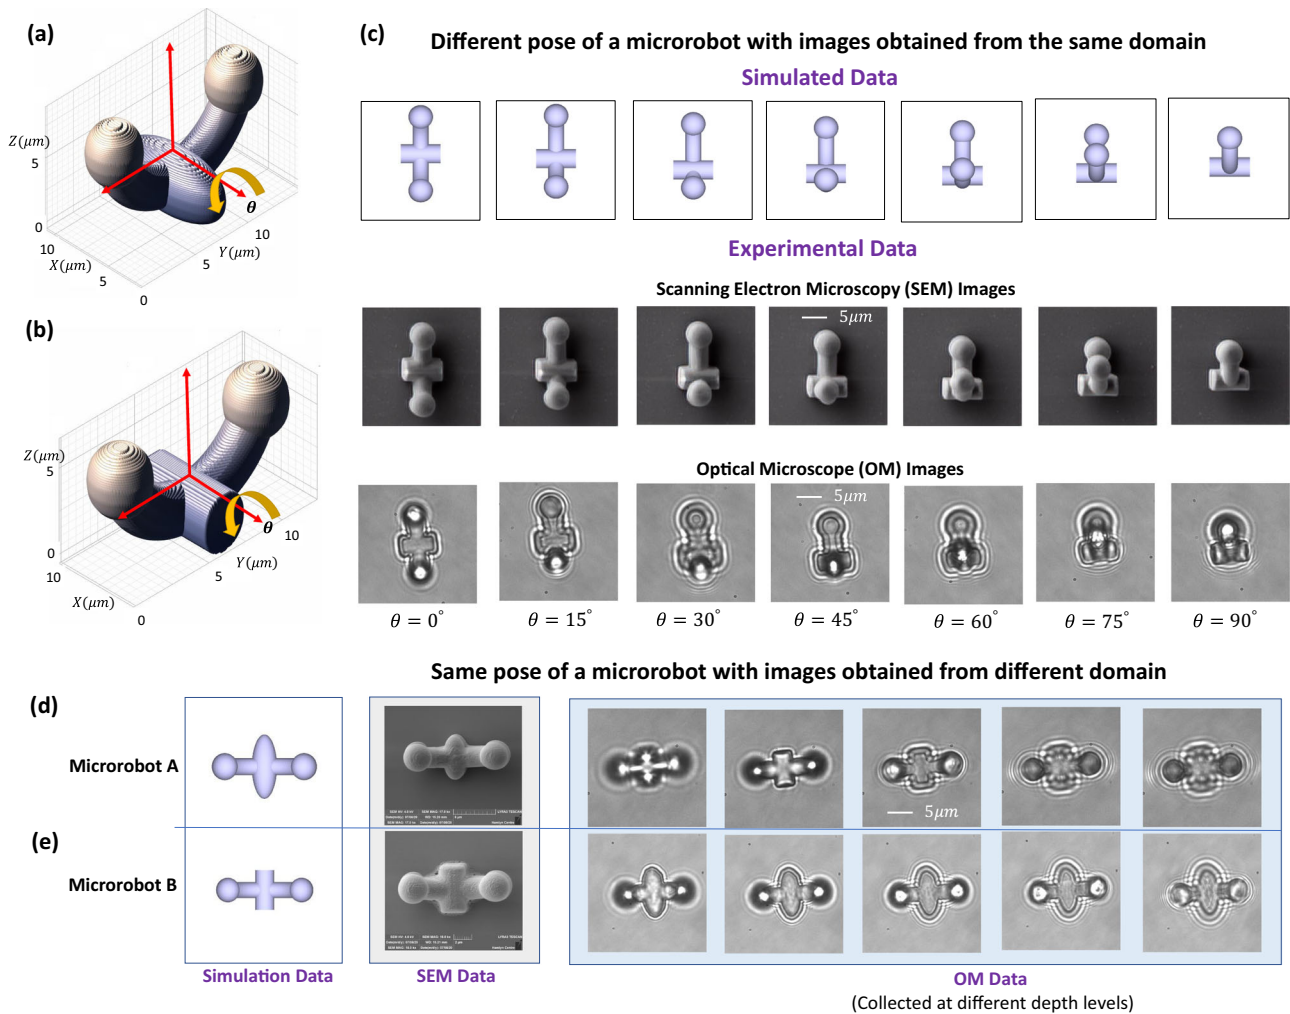 (a)
Z(μm)
5
0
10
X(μm)
5
0
5
Y(μm)
10
θ
(b)
Z(μm)
5
0
10
X(μm)
0
5
Y(μm)
10
θ
(c)
Different pose of a microrobot with images obtained from the same domain
Simulated Data
Experimental Data
Scanning Electron Microscopy (SEM) Images
5μm
Optical Microscope (OM) Images
5μm
θ = 0° θ = 15° θ = 30° θ = 45° θ = 60° θ = 75° θ = 90°
Same pose of a microrobot with images obtained from different domain
(d)
Microrobot A
5μm
(e)
Microrobot B
Simulation Data SEM Data OM Data
(Collected at different depth levels)